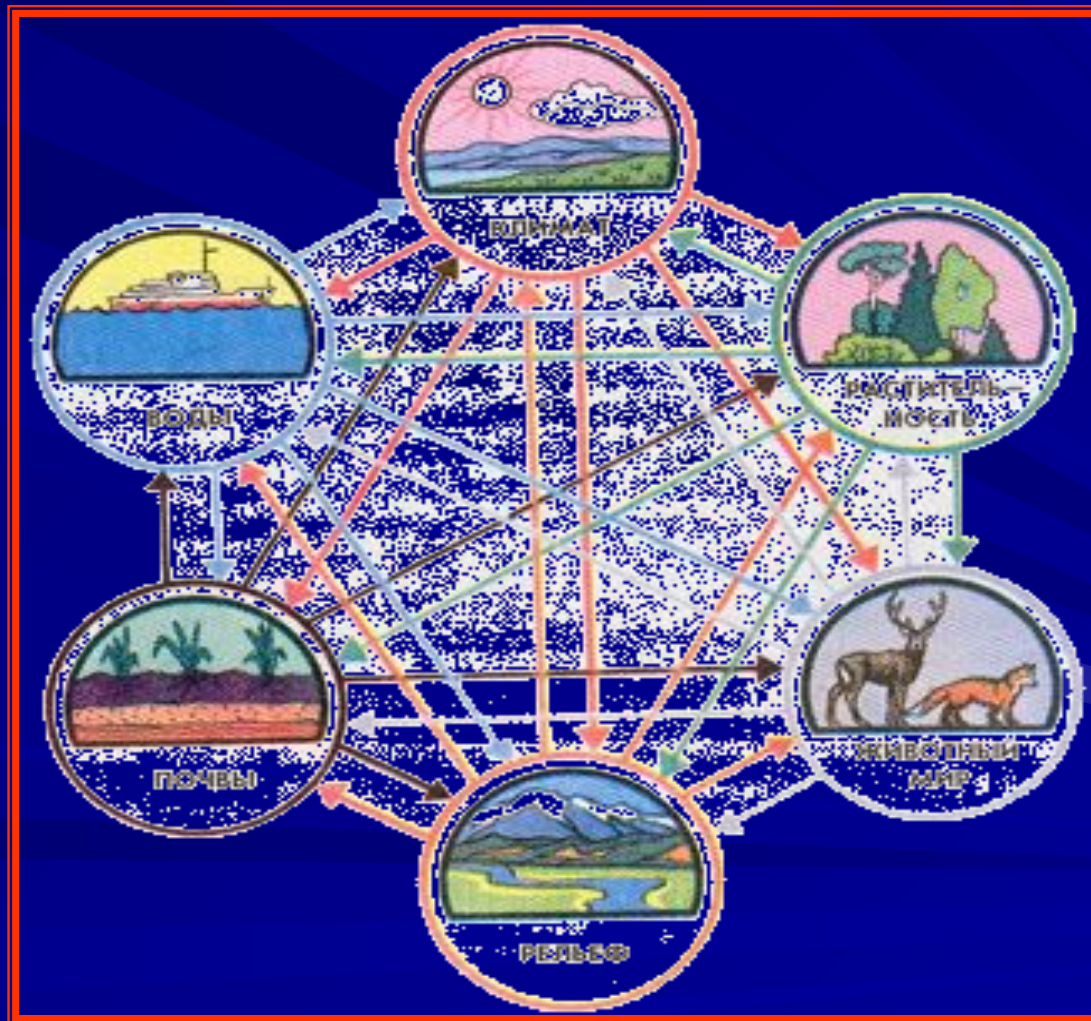 КЛИМАТ
РАСТИТЕЛЬ–
НОСТЬ
ВОДЫ
ЖИВОТНЫЙ
МИР
ПОЧВЫ
РЕЛЬЕФ